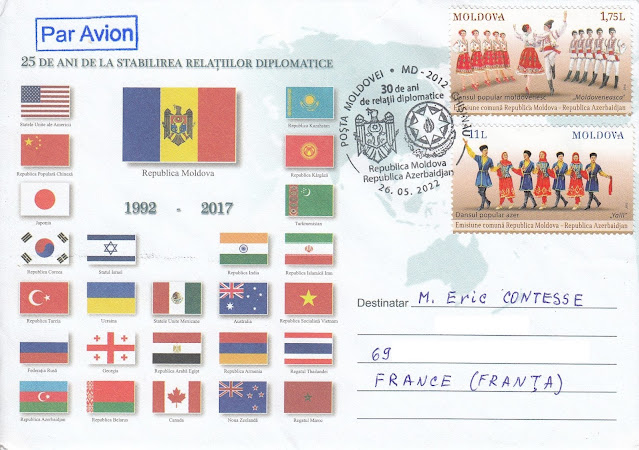 Par Avion
25 DE ANI DE LA STABILIREA RELAȚIILOR DIPLOMATICE
Statele Unite ale Americii
Republica Moldova
Republica Kazahstan
Republica Populară Chineză
Republica Kârgâză
1992 - 2017
Japonia
Turkmenistan
Republica Coreea
Statul Israel
Republica India
Republica Islamică Iran
Republica Turcia
Ucraina
Statele Unite Mexicane
Australia
Republica Socialistă Vietnam
Federația Rusă
Georgia
Republica Arabă Egipt
Republica Armenia
Regatul Thailandei
Republica Azerbaidjan
Republica Belarus
Canada
Noua Zeelandă
Regatul Maroc
POȘTA MOLDOVEI • MD-2012
30 de ani
de relații diplomatice
Republica Moldova
Republica Azerbaidjan
26. 05. 2022
MOLDOVA 1,75L
Dansul popular moldovenesc „Moldoveneasca"
Emisiune comună Republica Moldova - Republica Azerbaidjan
11L MOLDOVA
Dansul popular azer „Yalli"
Emisiune comună Republica Moldova - Republica Azerbaidjan
Destinatar M. Eric CONTESSE
69
FRANCE (FRANȚA)